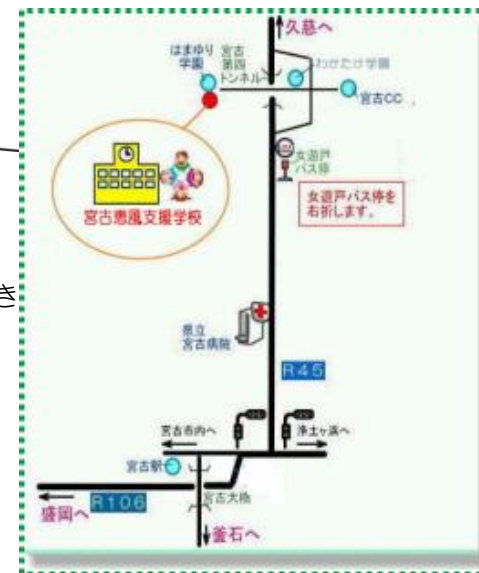 久慈へ
はまゆり
学園
宮古
第四
トンネル
わかたけ学園
宮古CC
女遊戸
バス停
女遊戸バス停を
右折します。
宮古恵風支援学校
き
県立
宮古病院
R45
宮古市内へ
浄土ヶ浜へ
宮古駅
R106
宮古大橋
盛岡へ
釜石へ